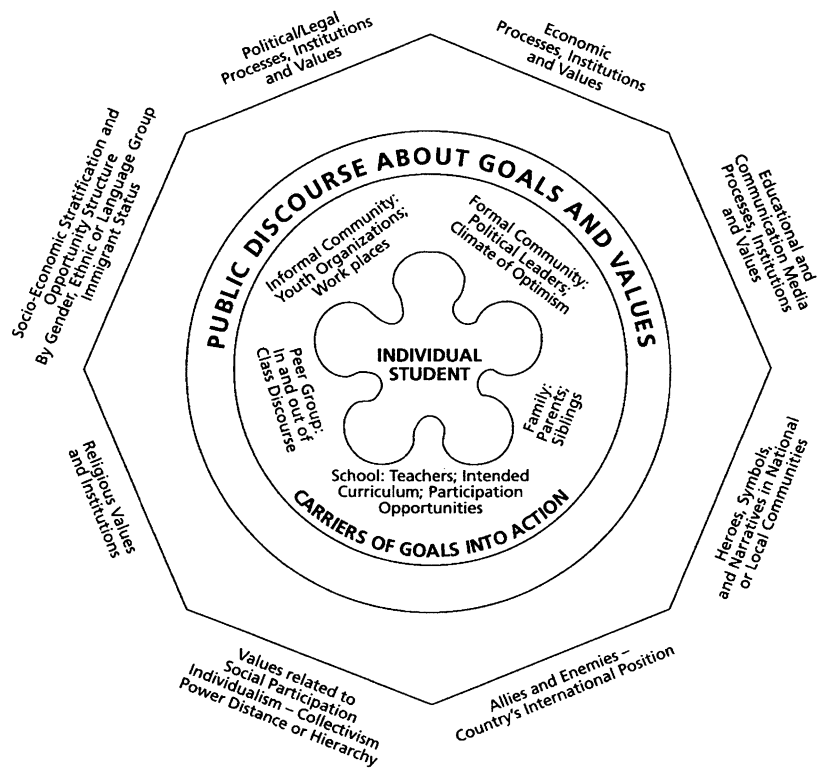 Political/Legal
Processes, Institutions
and Values
Economic
Processes, Institutions
and Values
Socio-Economic Stratification and
Opportunity Structure
By Gender, Ethnic or Language Group
Immigrant Status
Educational and
Communication Media
Processes, Institutions
and Values
PUBLIC DISCOURSE ABOUT GOALS AND VALUES
Informal Community:
Youth Organizations;
Work places
Formal Community:
Political Leaders;
Climate of Optimism
INDIVIDUAL
STUDENT
Peer Group:
In and out of
Class Discourse
Family:
Parents;
Siblings
School: Teachers; Intended
Curriculum; Participation
Opportunities
CARRIERS OF GOALS INTO ACTION
Religious Values
and Institutions
Heroes, Symbols,
and Narratives in National
or Local Communities
Values related to
Social Participation
Individualism – Collectivism
Power Distance or Hierarchy
Allies and Enemies –
Country's International Position